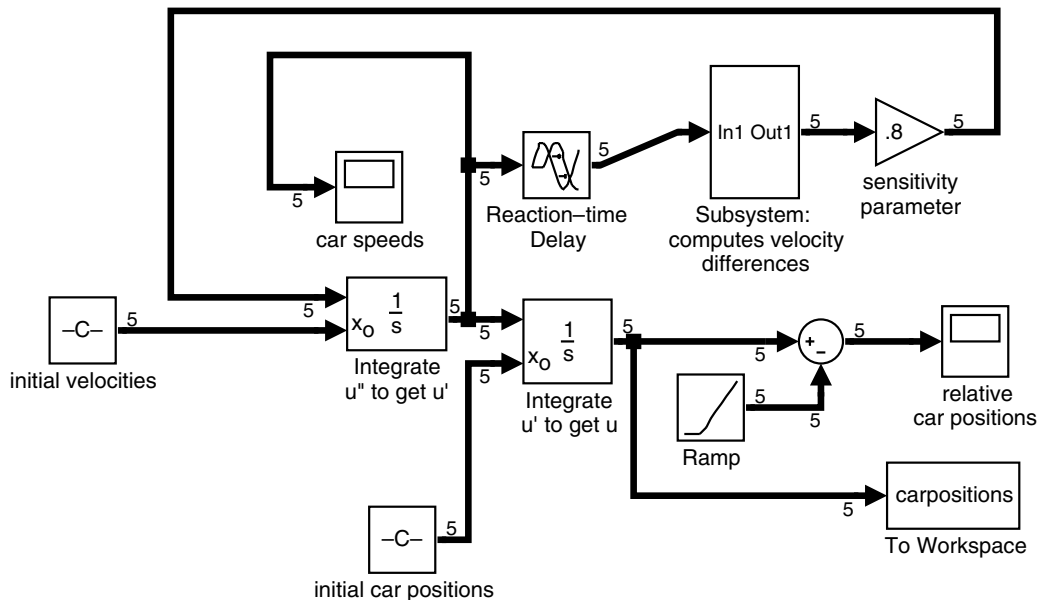 5
In1 Out1
5
.8
5
5
5
Reaction–time
Delay
Subsystem:
computes velocity
differences
sensitivity
parameter
5
car speeds
–C–
5
initial velocities
5
xo
1
s
5
5
Integrate
u" to get u'
xo
1
s
5
5
Integrate
u' to get u
5
+
–
5
5
relative
car positions
Ramp
5
5
–C–
5
initial car positions
5
carpositions
To Workspace